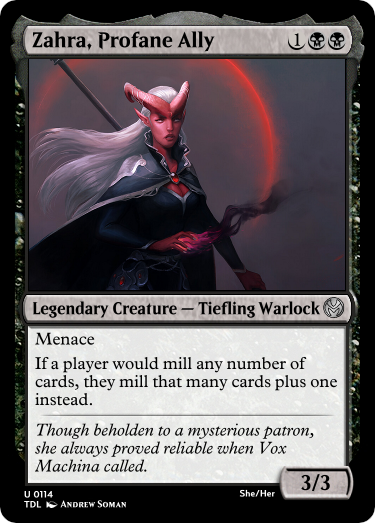 Zahra, Profane Ally 1
Legendary Creature — Tiefling Warlock
Menace
If a player would mill any number of
cards, they mill that many cards plus one
instead.
Though beholden to a mysterious patron,
she always proved reliable when Vox
Machina called.
3/3
U 0114 She/Her
TDL Andrew Soman